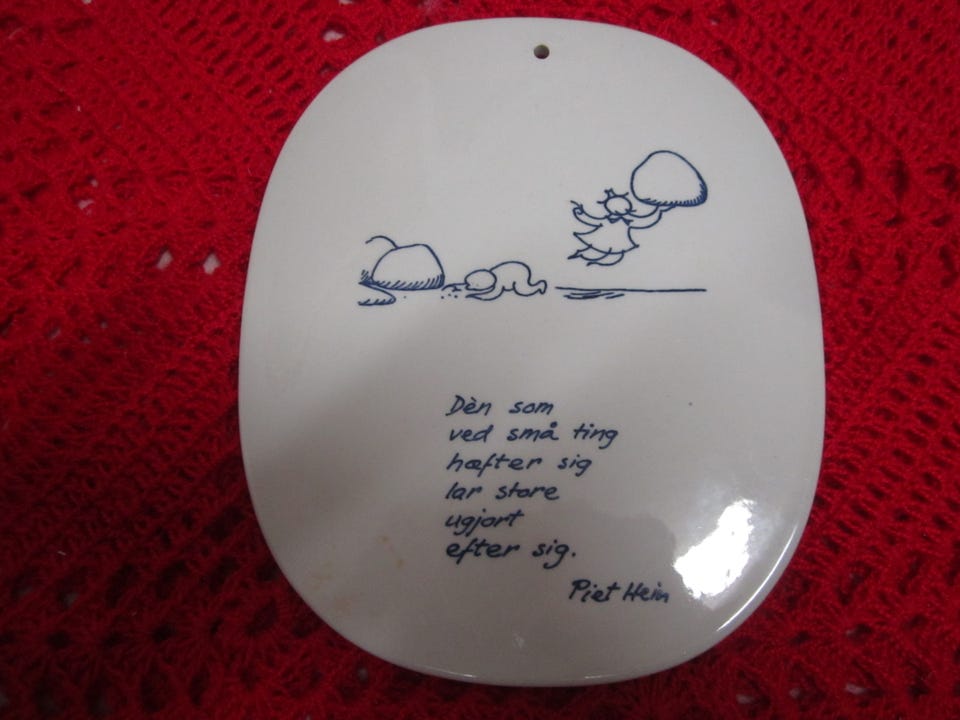 Dèn som
ved små ting
hæfter sig
lar store
ugjort
efter sig.
Piet Hein